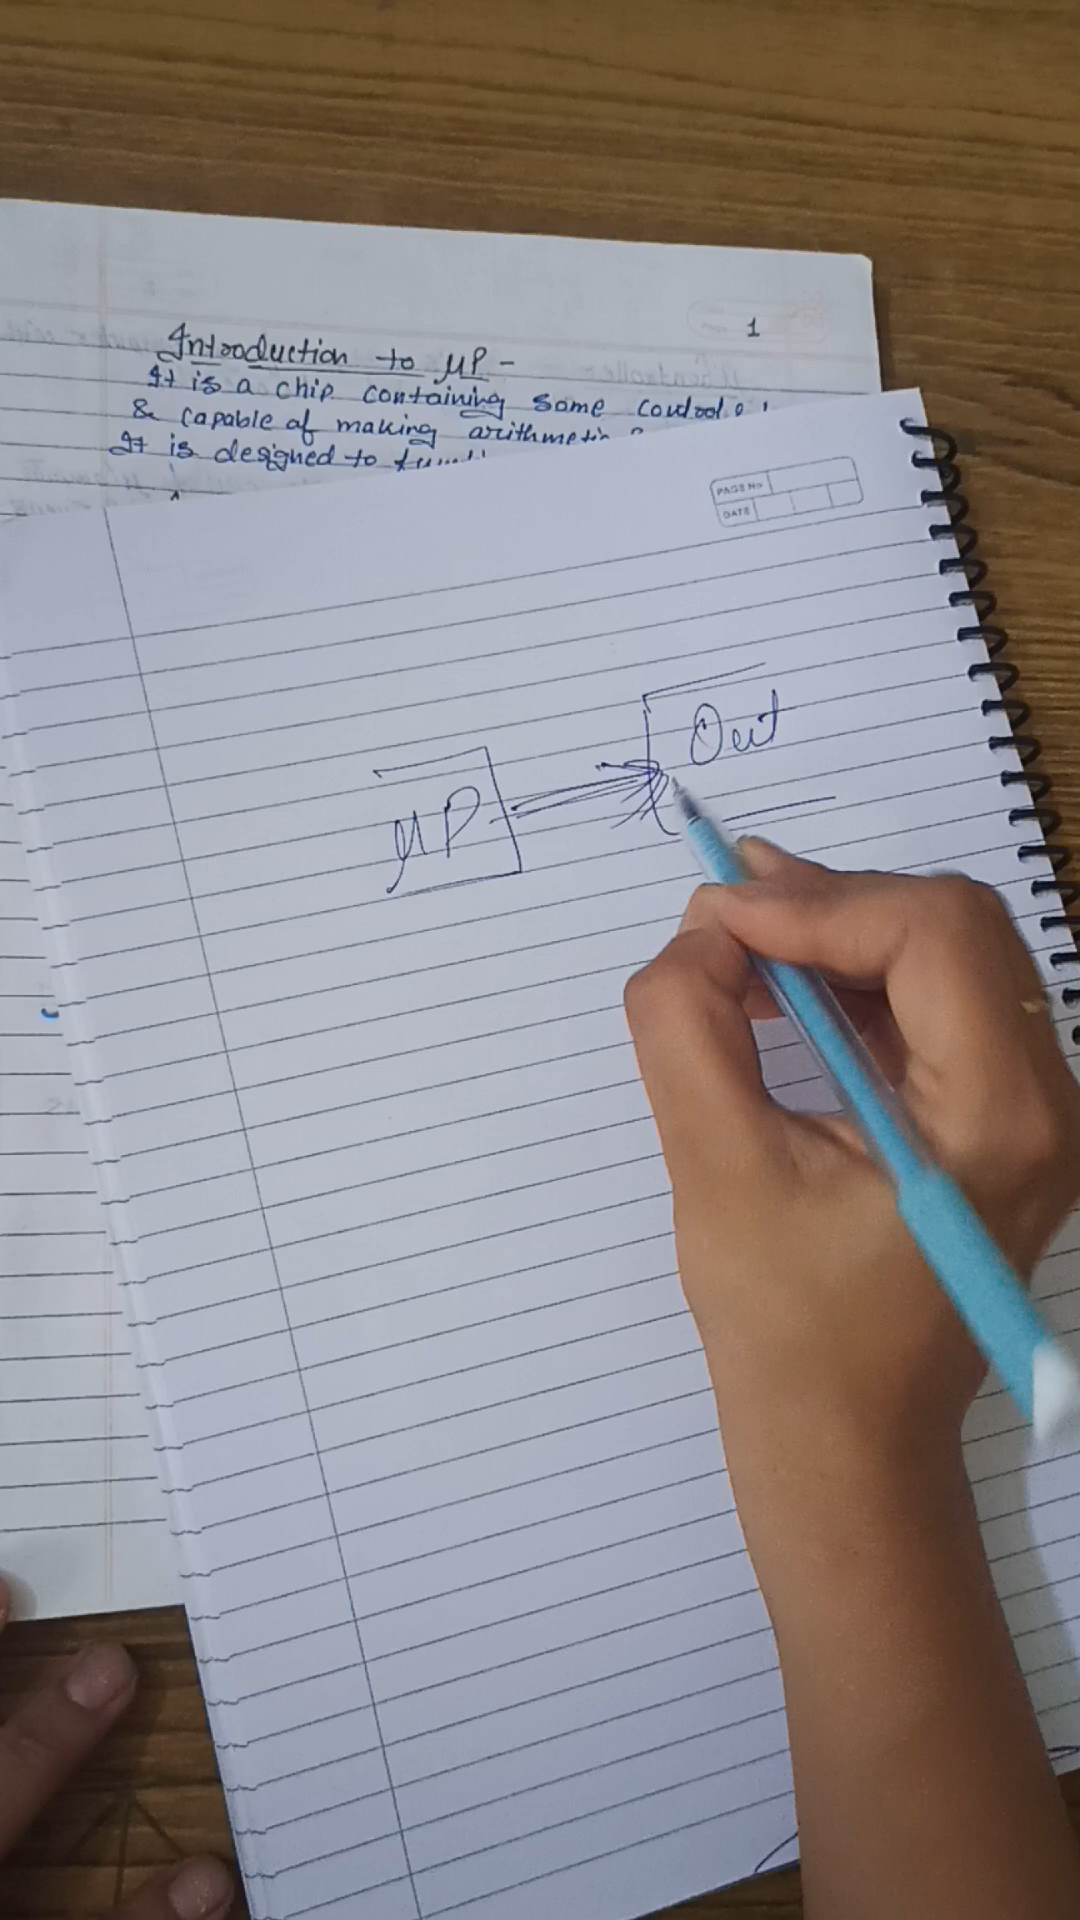 1
Introduction to μP -
It is a chip containing some
& capable of making arithmetic
It is designed to
PAGE No
DATE
Out
μP